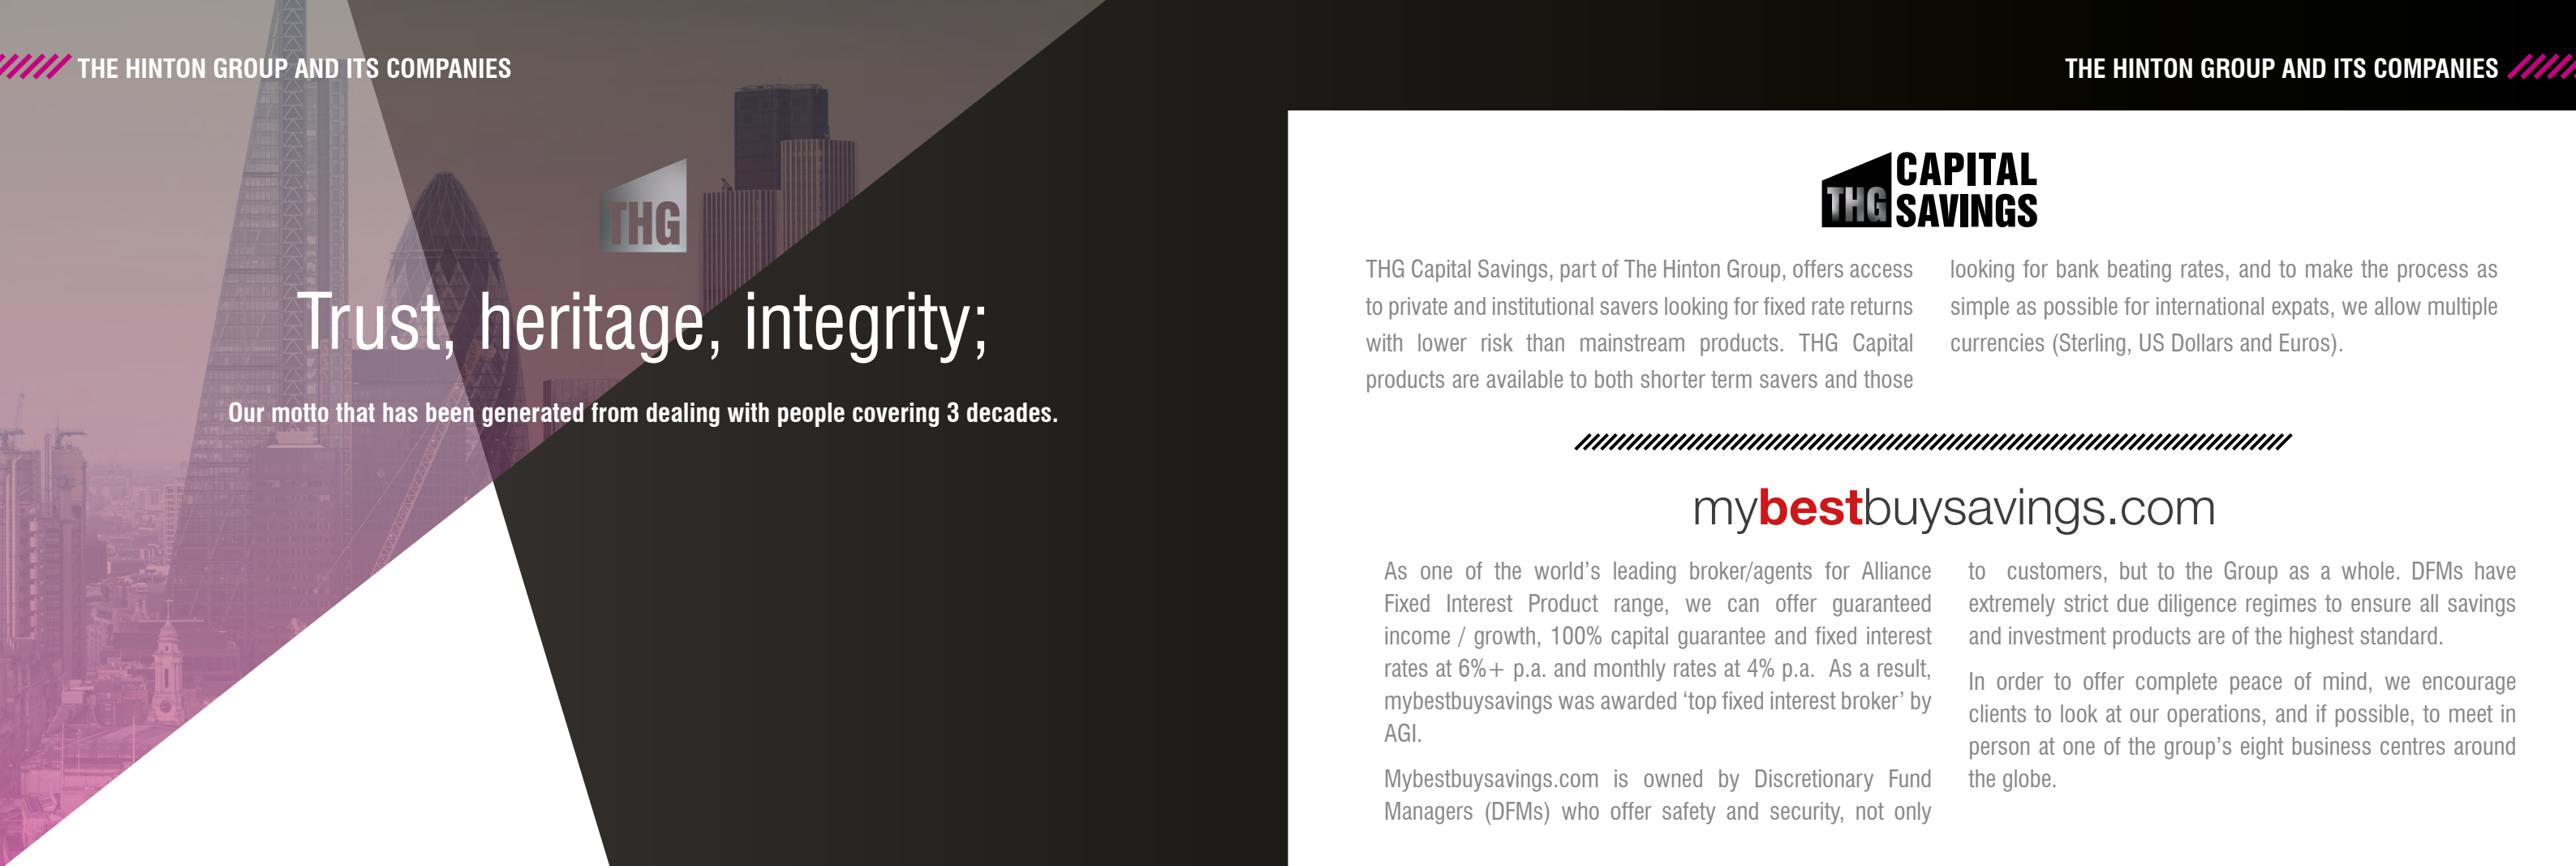 THE HINTON GROUP AND ITS COMPANIES
THG
Trust, heritage, integrity;
Our motto that has been generated from dealing with people covering 3 decades.
THE HINTON GROUP AND ITS COMPANIES
THG CAPITAL
SAVINGS
THG Capital Savings, part of The Hinton Group, offers access
to private and institutional savers looking for fixed rate returns
with lower risk than mainstream products. THG Capital
products are available to both shorter term savers and those
looking for bank beating rates, and to make the process as
simple as possible for international expats, we allow multiple
currencies (Sterling, US Dollars and Euros).
mybestbuysavings.com
As one of the world’s leading broker/agents for Alliance
Fixed Interest Product range, we can offer guaranteed
income / growth, 100% capital guarantee and fixed interest
rates at 6%+ p.a. and monthly rates at 4% p.a. As a result,
mybestbuysavings was awarded ‘top fixed interest broker’ by
AGI.
Mybestbuysavings.com is owned by Discretionary Fund
Managers (DFMs) who offer safety and security, not only
to customers, but to the Group as a whole. DFMs have
extremely strict due diligence regimes to ensure all savings
and investment products are of the highest standard.
In order to offer complete peace of mind, we encourage
clients to look at our operations, and if possible, to meet in
person at one of the group’s eight business centres around
the globe.